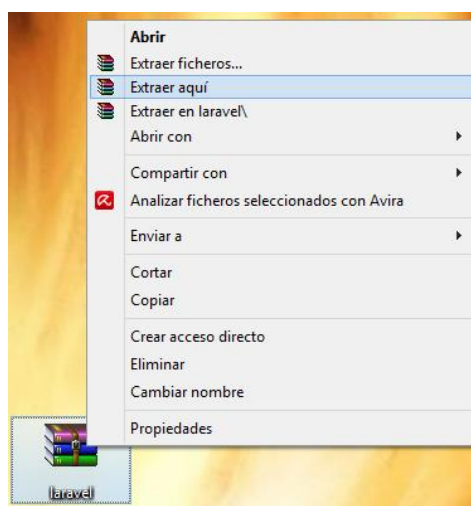 Abrir
Extraer ficheros...
Extraer aquí
Extraer en laravel\
Abrir con
Compartir con
Analizar ficheros seleccionados con Avira
Enviar a
Cortar
Copiar
Crear acceso directo
Eliminar
Cambiar nombre
Propiedades
laravel